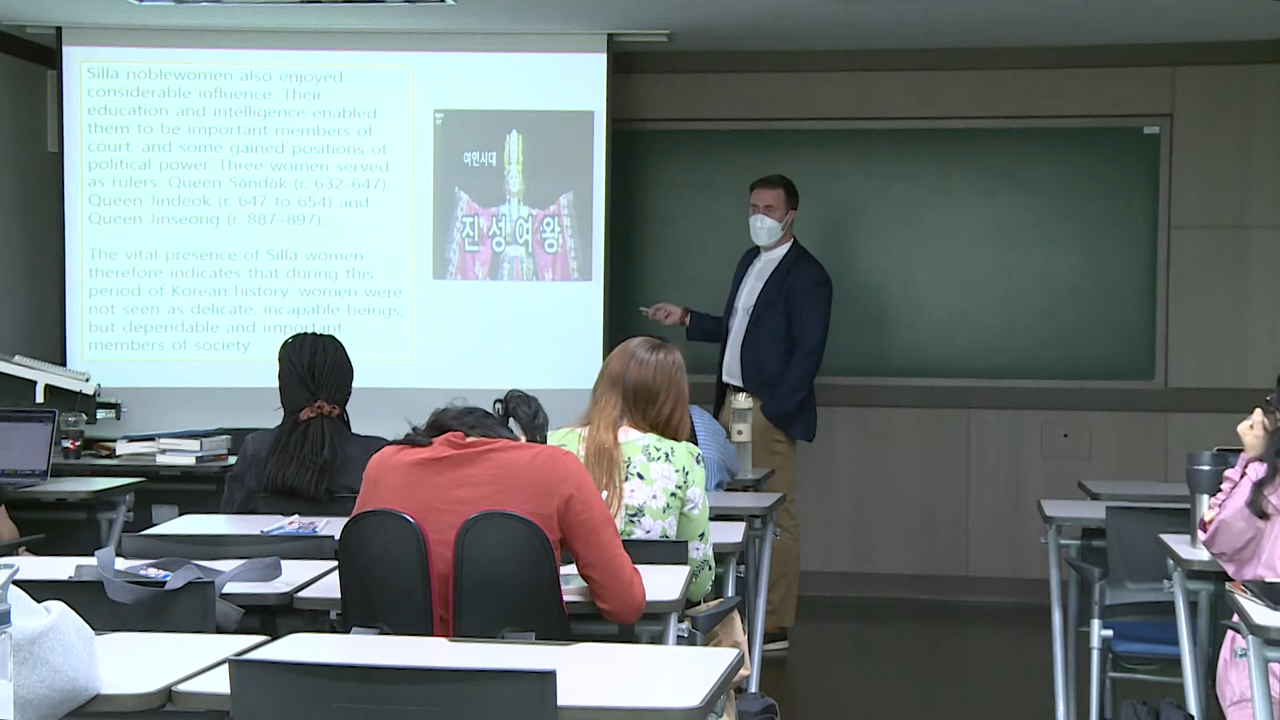 Silla noblewomen also enjoyed
considerable influence. Their
education and intelligence enabled
them to be important members of
court, and some gained positions of
political power. Three women served
as rulers: Queen Sŏndŏk (r. 632-647),
Queen Jindeok (r. 647 to 654) and
Queen Jinseong (r. 887-897).
The vital presence of Silla women
therefore indicates that during this
period of Korean history, women were
not seen as delicate, incapable beings,
but dependable and important
members of society
여인시대
진성여왕